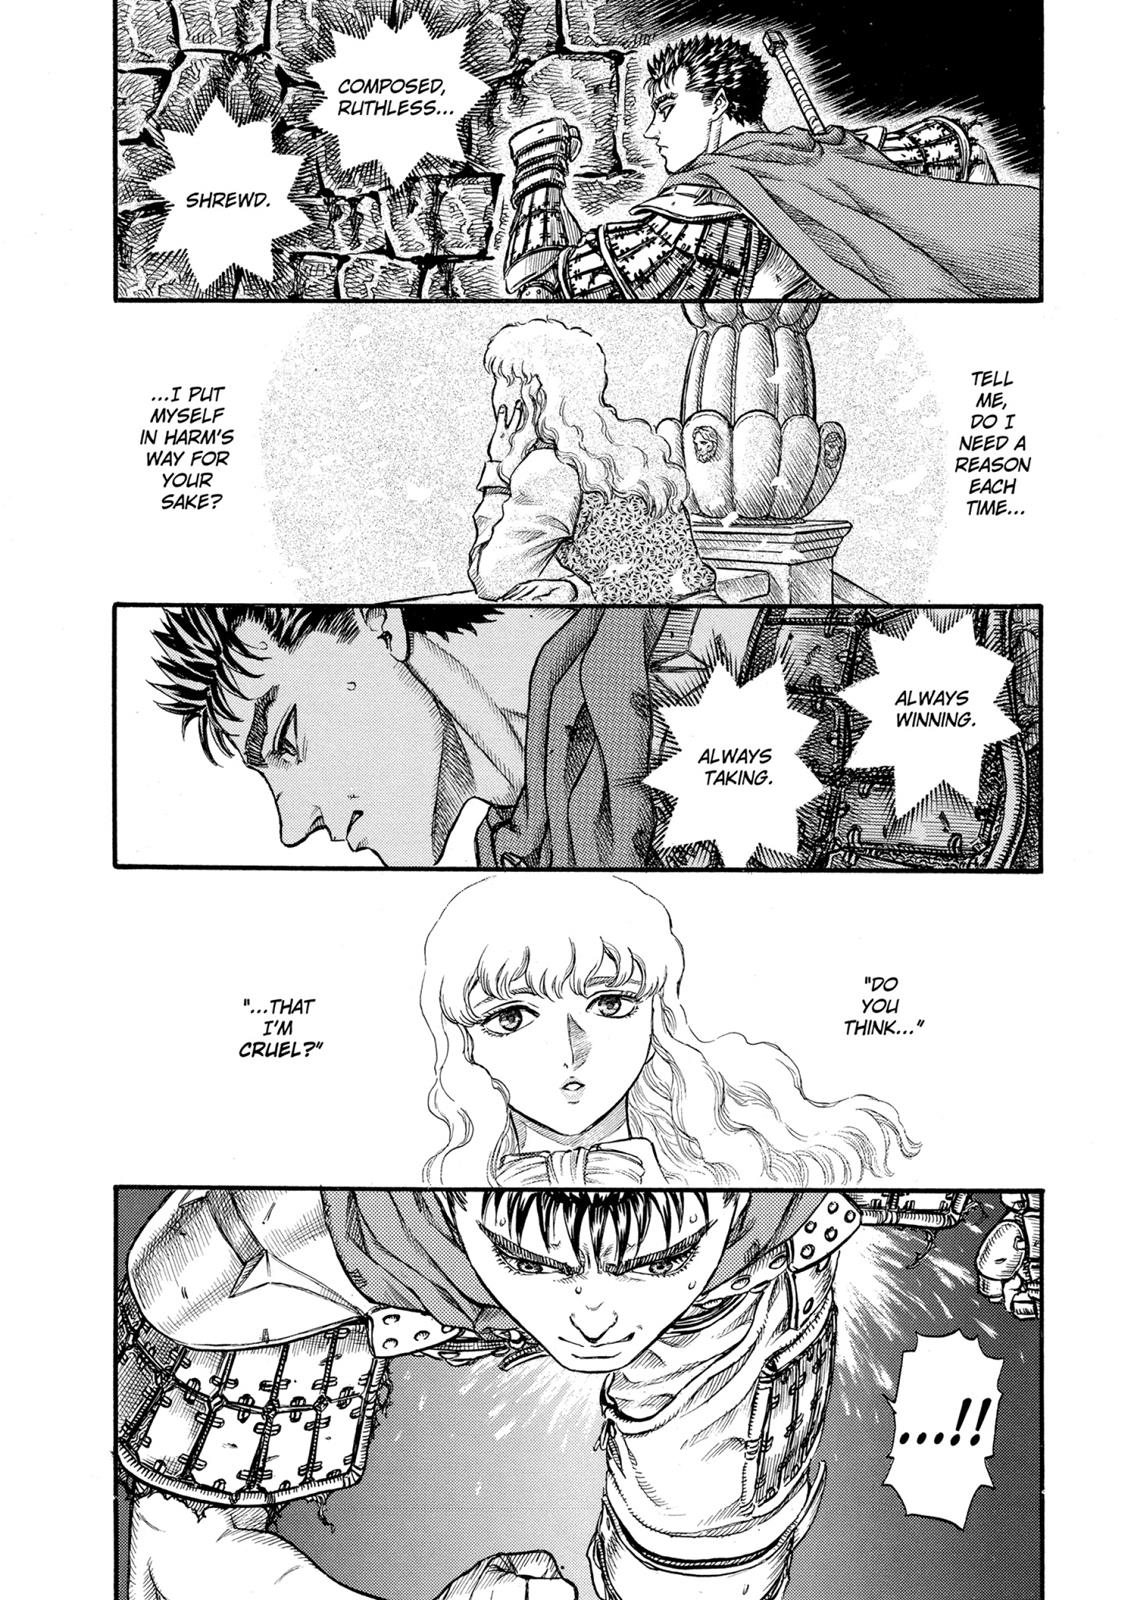 COMPOSED,
RUTHLESS...
SHREWD.
TELL
ME,
DO I
NEED A
REASON
EACH
TIME...
...I PUT
MYSELF
IN HARM'S
WAY FOR
YOUR
SAKE?
ALWAYS
WINNING.
ALWAYS
TAKING.
"DO
YOU
THINK..."
"...THAT
I'M
CRUEL?"
...!!